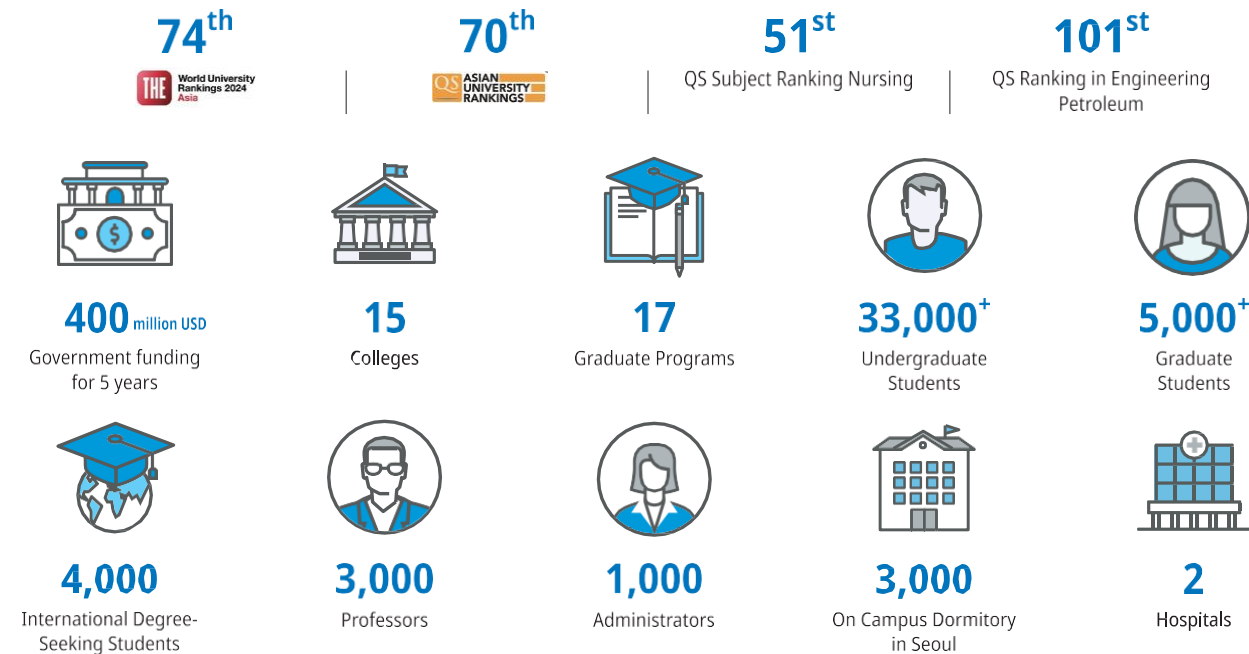 74th
70th
51st
101st
THE World University
Rankings 2024
Asia
QS ASIAN
UNIVERSITY
RANKINGS
QS Subject Ranking Nursing
QS Ranking in Engineering
Petroleum
$
400 million USD
15
17
33,000+
5,000+
Government funding
for 5 years
Colleges
Graduate Programs
Undergraduate
Students
Graduate
Students
4,000
3,000
1,000
3,000
2
International Degree-
Seeking Students
Professors
Administrators
On Campus Dormitory
in Seoul
Hospitals